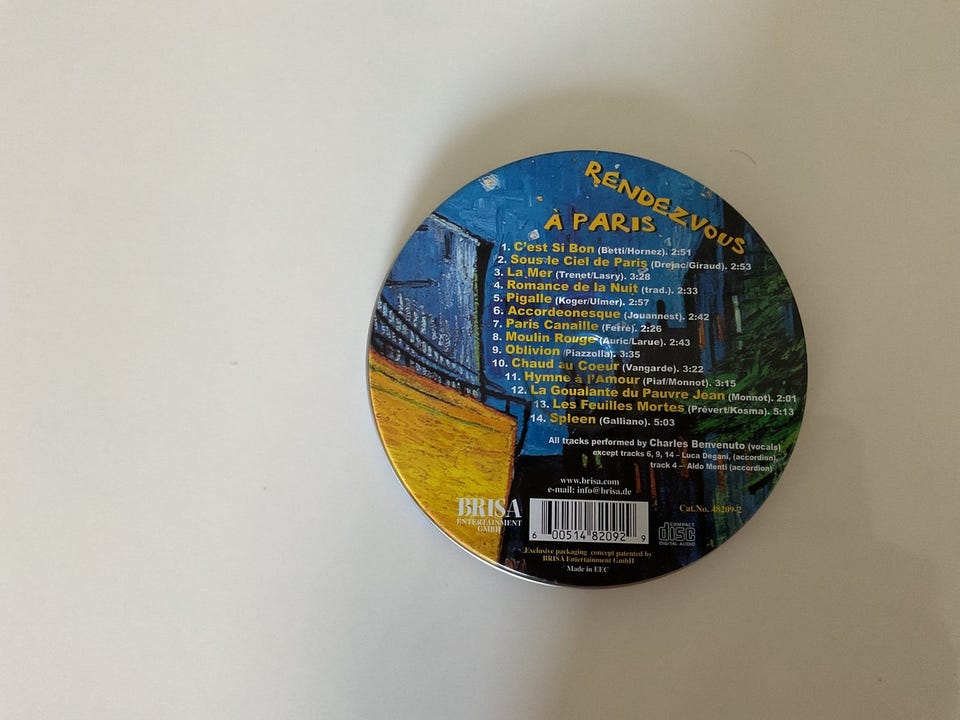 RENDEZVOUS
À PARIS
1. C'est Si Bon (Betti/Hornez). 2:51
2. Sous le Ciel de Paris (Drejac/Giraud). 2:53
3. La Mer (Trenet/Lasry). 3:28
4. Romance de la Nuit (trad.). 2:33
5. Pigalle (Koger/Ulmer). 2:57
6. Accordeonesque (Jouannest). 2:42
7. Paris Canaille (Ferré). 2:26
8. Moulin Rouge (Auric/Larue). 2:43
9. Oblivion (Piazzolla). 3:35
10. Chaud au Coeur (Vangarde). 3:22
11. Hymne à l'Amour (Piaf/Monnot). 3:15
12. La Goualante du Pauvre Jean (Monnot). 2:01
13. Les Feuilles Mortes (Prévert/Kosma). 5:13
14. Spleen (Galliano). 5:03
All tracks performed by Charles Benvenuto (vocals)
except tracks 6, 9, 14 – Luca Degani, (accordion),
track 4 – Aldo Menti (accordion)
www.brisa.com
e-mail: info@brisa.de
BRISA
ENTERTAINMENT
GMBH
6 00514 82092 9
Cat.No. 48209-2
COMPACT
disc
DIGITAL AUDIO
Exclusive packaging concept patented by
BRISA Entertainment GmbH
Made in EEC